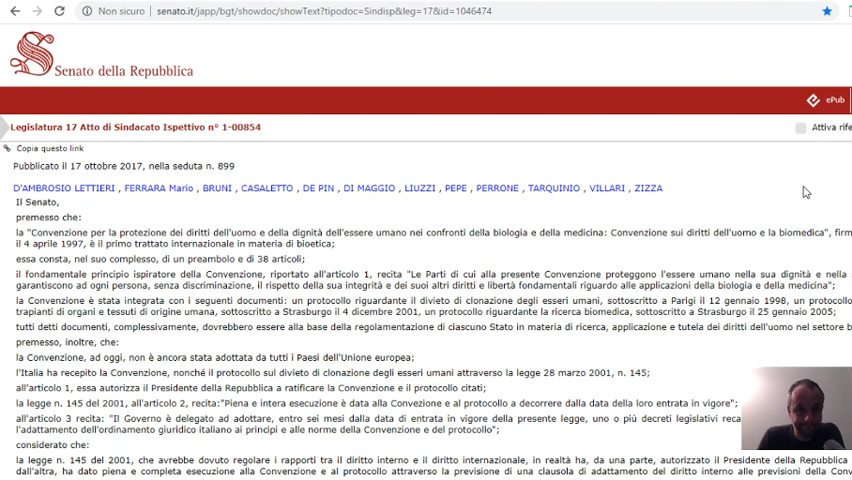 Non sicuro | senato.it/japp/bgt/showdoc/showText?tipodoc=Sindisp&leg=17&id=1046474
Senato della Repubblica
ePub
Legislatura 17 Atto di Sindacato Ispettivo n° 1-00854
Attiva rife
Copia questo link
Pubblicato il 17 ottobre 2017, nella seduta n. 899
D'AMBROSIO LETTIERI , FERRARA Mario , BRUNI , CASALETTO , DE PIN , DI MAGGIO , LIUZZI , PEPE , PERRONE , TARQUINIO , VILLARI , ZIZZA
Il Senato,
premesso che:
la "Convenzione per la protezione dei diritti dell'uomo e della dignità dell'essere umano nei confronti della biologia e della medicina: Convenzione sui diritti dell'uomo e la biomedica", firm
il 4 aprile 1997, è il primo trattato internazionale in materia di bioetica;
essa consta, nel suo complesso, di un preambolo e di 38 articoli;
il fondamentale principio ispiratore della Convenzione, riportato all'articolo 1, recita "Le Parti di cui alla presente Convenzione proteggono l'essere umano nella sua dignità e nella s
garantiscono ad ogni persona, senza discriminazione, il rispetto della sua integrità e dei suoi altri diritti e libertà fondamentali riguardo alle applicazioni della biologia e della medicina";
la Convenzione è stata integrata con i seguenti documenti: un protocollo riguardante il divieto di clonazione degli esseri umani, sottoscritto a Parigi il 12 gennaio 1998, un protocollo
trapianti di organi e tessuti di origine umana, sottoscritto a Strasburgo il 4 dicembre 2001, un protocollo riguardante la ricerca biomedica, sottoscritto a Strasburgo il 25 gennaio 2005;
tutti detti documenti, complessivamente, dovrebbero essere alla base della regolamentazione di ciascuno Stato in materia di ricerca, applicazione e tutela dei diritti dell'uomo nel settore b
premesso, inoltre, che:
la Convenzione, ad oggi, non è ancora stata adottata da tutti i Paesi dell'Unione europea;
l'Italia ha recepito la Convenzione, nonché il protocollo sul divieto di clonazione degli esseri umani attraverso la legge 28 marzo 2001, n. 145;
all'articolo 1, essa autorizza il Presidente della Repubblica a ratificare la Convenzione e il protocollo citati;
la legge n. 145 del 2001, all'articolo 2, recita:"Piena e intera esecuzione è data alla Convezione e al protocollo a decorrere dalla data della loro entrata in vigore";
all'articolo 3 recita: "Il Governo è delegato ad adottare, entro sei mesi dalla data di entrata in vigore della presente legge, uno o più decreti legislativi reca
l'adattamento dell'ordinamento giuridico italiano ai principi e alle norme della Convenzione e del protocollo";
considerato che:
la legge n. 145 del 2001, che avrebbe dovuto regolare i rapporti tra il diritto interno e il diritto internazionale, in realtà ha, da una parte, autorizzato il Presidente della Repubblica
dall'altra, ha dato piena e completa esecuzione alla Convenzione e al protocollo attraverso la previsione di una clausola di adattamento del diritto interno alle previsioni della Conv